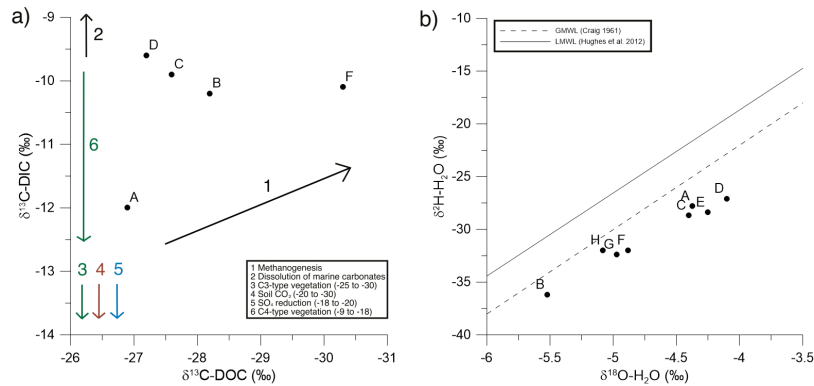 a)
δ¹³C-DIC (‰)
-9
-10
-11
-12
-13
-14
2
D
C
B
F
6
A
1
3 4 5
1 Methanogenesis
2 Dissolution of marine carbonates
3 C3-type vegetation (-25 to -30)
4 Soil CO₂ (-20 to -30)
5 SO₄ reduction (-18 to -20)
6 C4-type vegetation (-9 to -18)
-26 -27 -28 -29 -30 -31
δ¹³C-DOC (‰)
b)
δ²H-H₂O (‰)
-10
-15
-20
-25
-30
-35
-40
GMWL (Craig 1961)
LMWL (Hughes et al. 2012)
D
A
C E
H G F
B
-6 -5.5 -5 -4.5 -4 -3.5
δ¹⁸O-H₂O (‰)